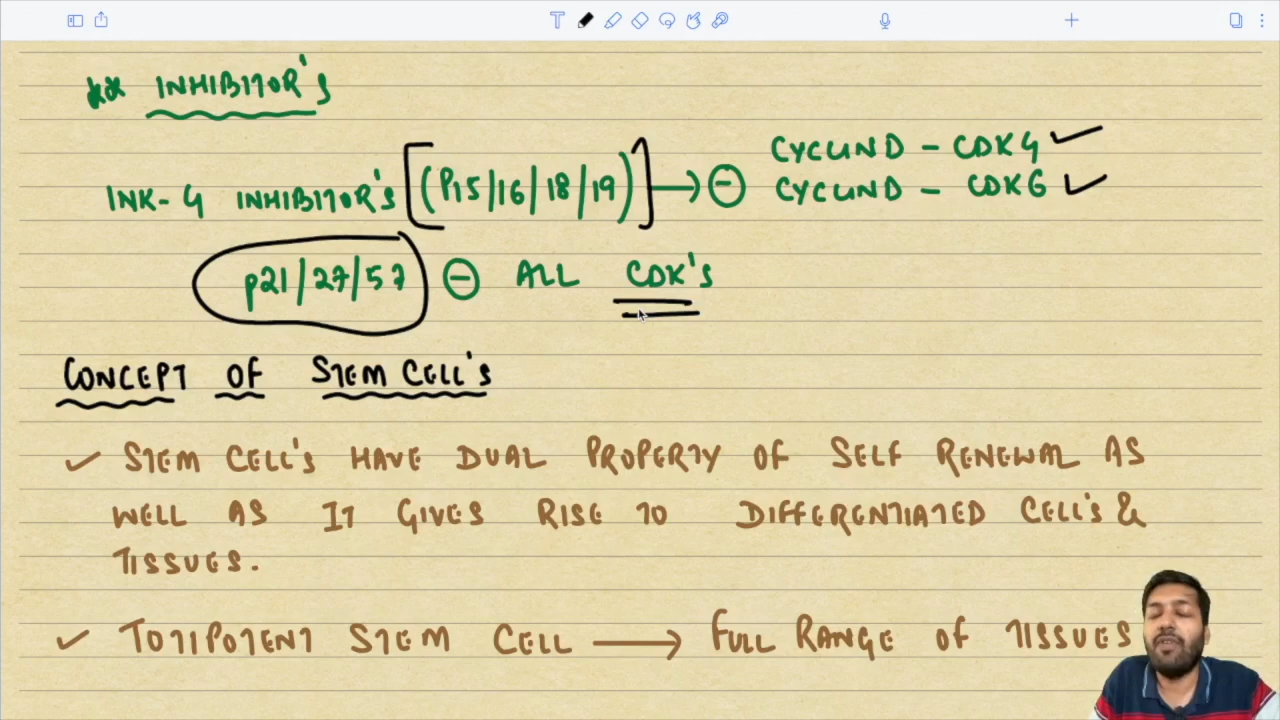 ** INHIBITOR'S
CYCLIND - CDK4
INK-4 INHIBITOR'S [(P15/16/18/19)] → ⊖ CYCLIND - CDK6
p21/27/57 ⊖ ALL CDK'S
CONCEPT OF STEM CELL'S
✓ STEM CELL'S HAVE DUAL PROPERTY OF SELF RENEWAL AS
WELL AS IT GIVES RISE TO DIFFERENTIATED CELL'S &
TISSUES.
✓ TOTIPOTENT STEM CELL → FULL RANGE OF TISSUES